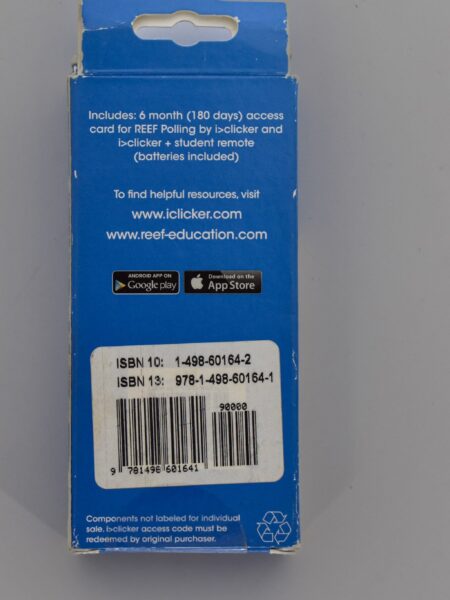 Includes: 6 month (180 days) access
card for REEF Polling by i>clicker and
i>clicker + student remote
(batteries included)
To find helpful resources, visit
www.iclicker.com
www.reef-education.com
ANDROID APP ON
Google play
Download on the
App Store
ISBN 10: 1-498-60164-2
ISBN 13: 978-1-498-60164-1
90000
9 781498 601641
Components not labeled for individual
sale. i>clicker access code must be
redeemed by original purchaser.